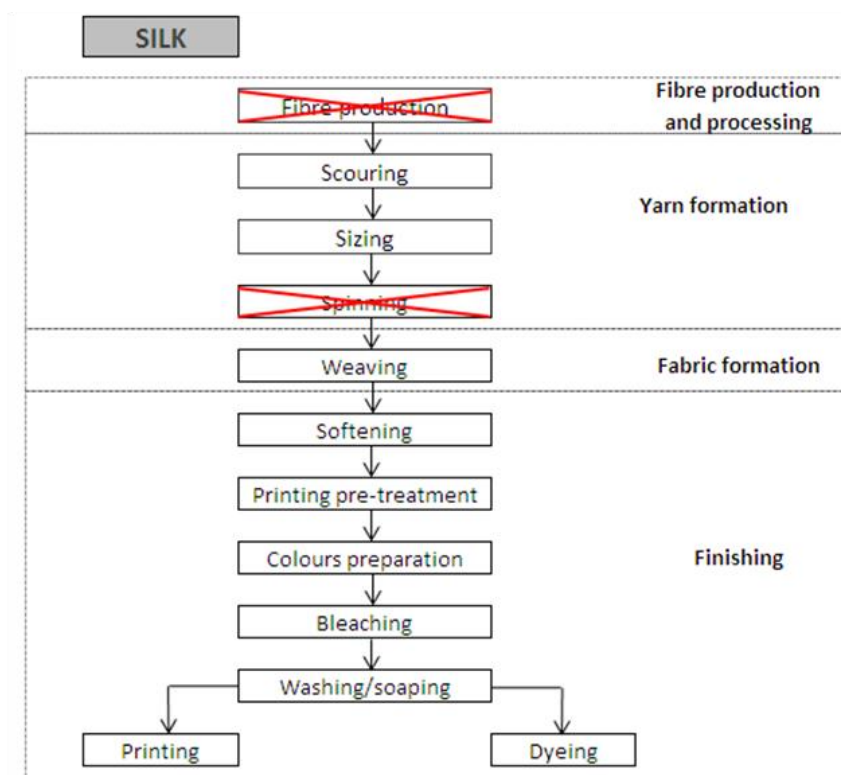 SILK
Fibre production
Fibre production
and processing
Scouring
Yarn formation
Sizing
Spinning
Weaving
Fabric formation
Softening
Printing pre-treatment
Colours preparation
Finishing
Bleaching
Washing/soaping
Printing
Dyeing